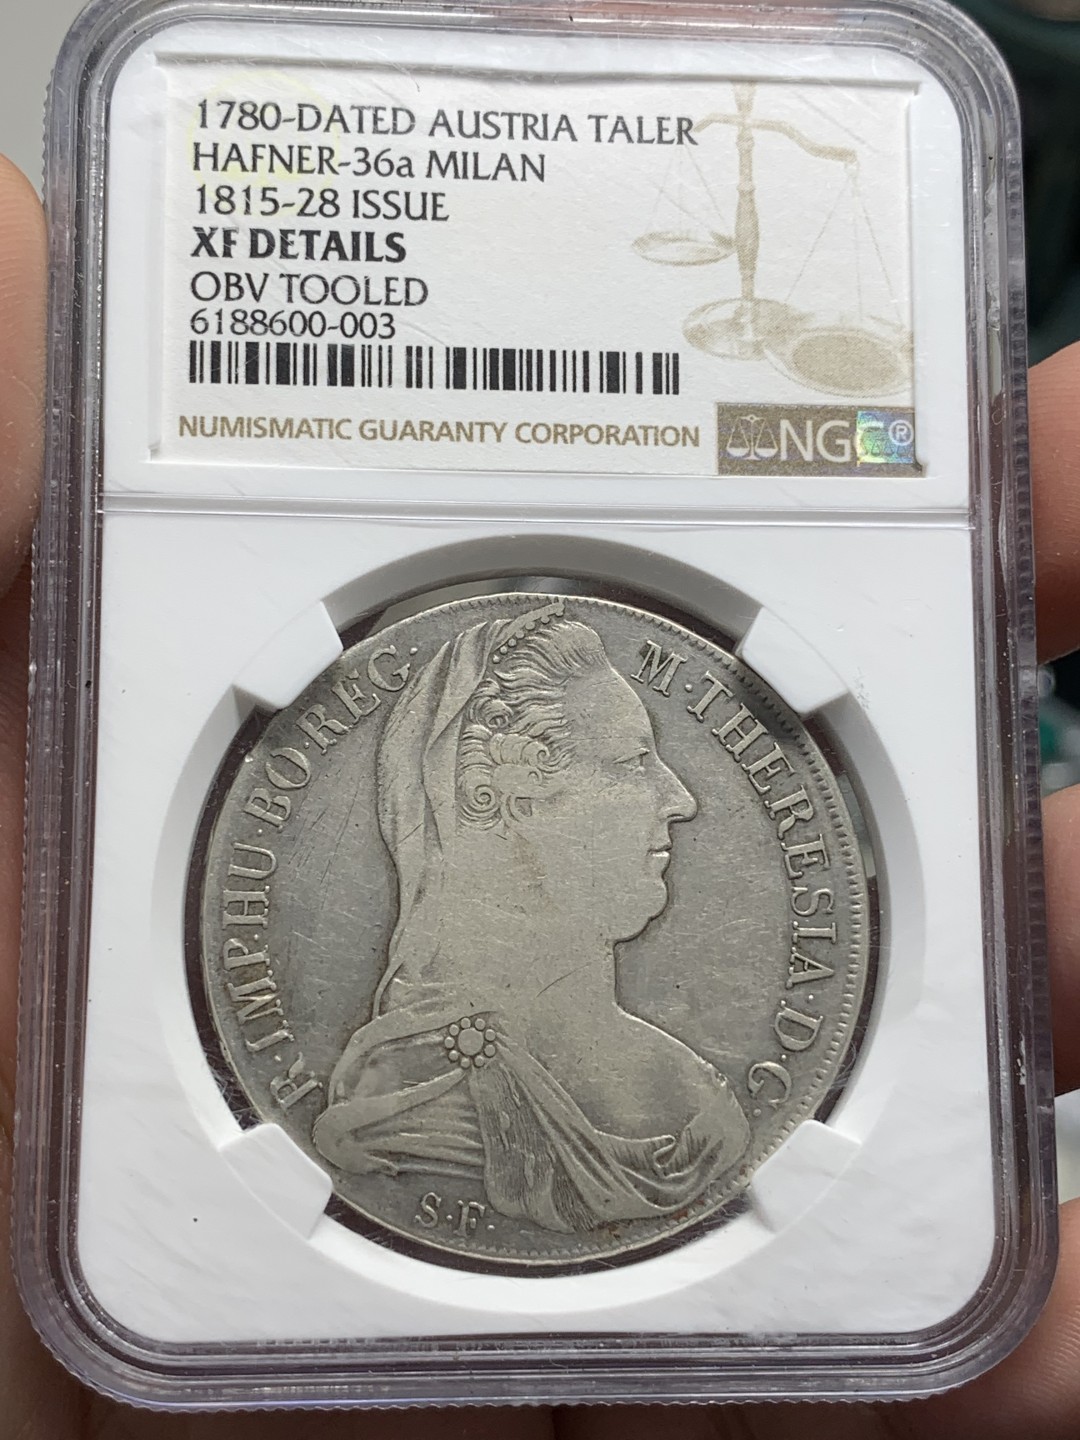 1780-DATED AUSTRIA TALER
HAFNER-36a MILAN
1815-28 ISSUE
XF DETAILS
OBV TOOLED
6188600-003
NUMISMATIC GUARANTY CORPORATION
NGC®
R·IMP·HU·BO·REG·
M·THERESIA·D·G·
S·F·